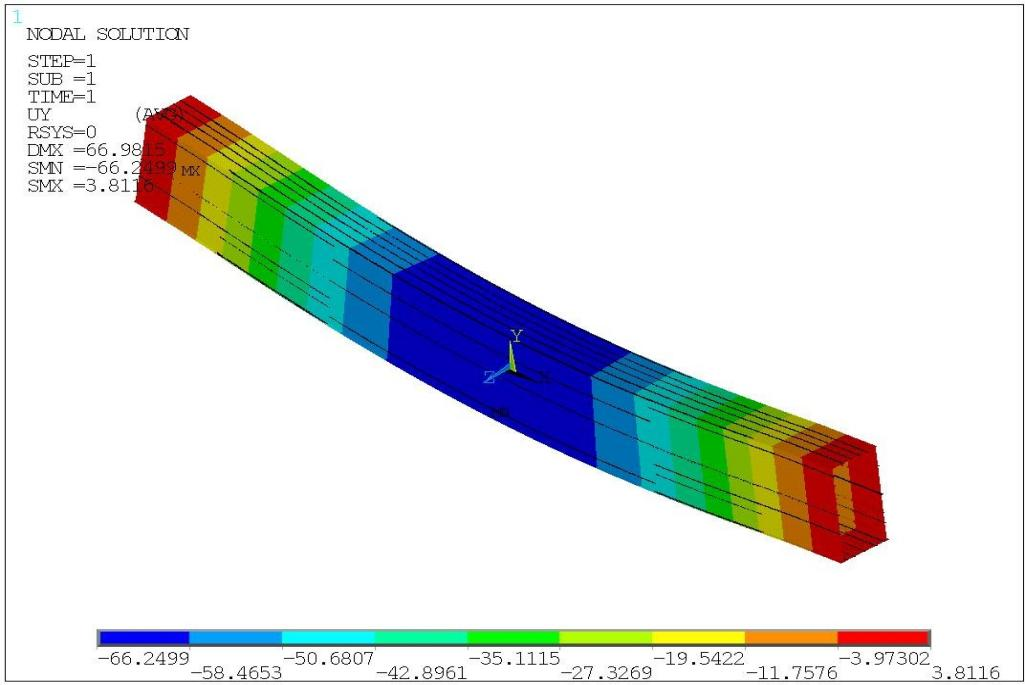 1
NODAL SOLUTION
STEP=1
SUB =1
TIME=1
UY (AVG)
RSYS=0
DMX =66.9815
SMN =-66.2499
SMX =3.8116
MX
Y
Z X
MN
-66.2499 -50.6807 -35.1115 -19.5422 -3.97302
-58.4653 -42.8961 -27.3269 -11.7576 3.8116